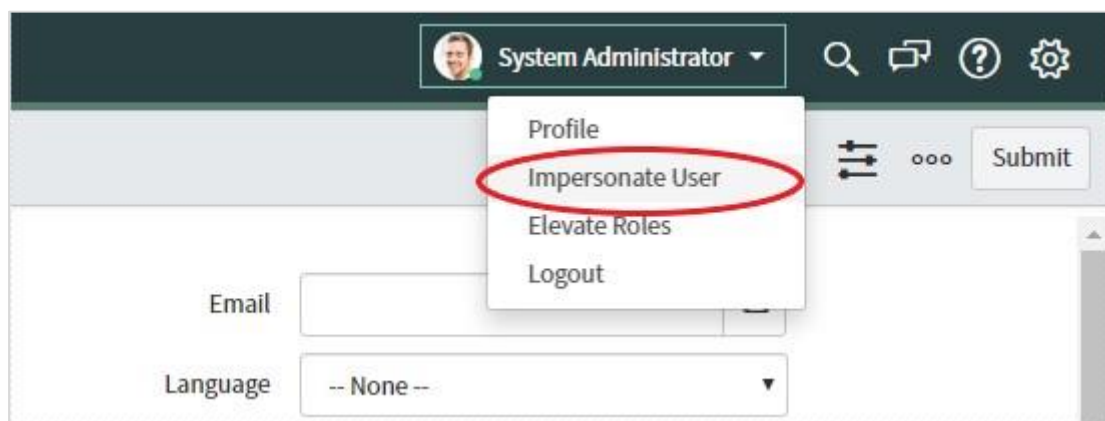 System Administrator
Profile
Impersonate User
Submit
Elevate Roles
Logout
Email
Language
-- None --